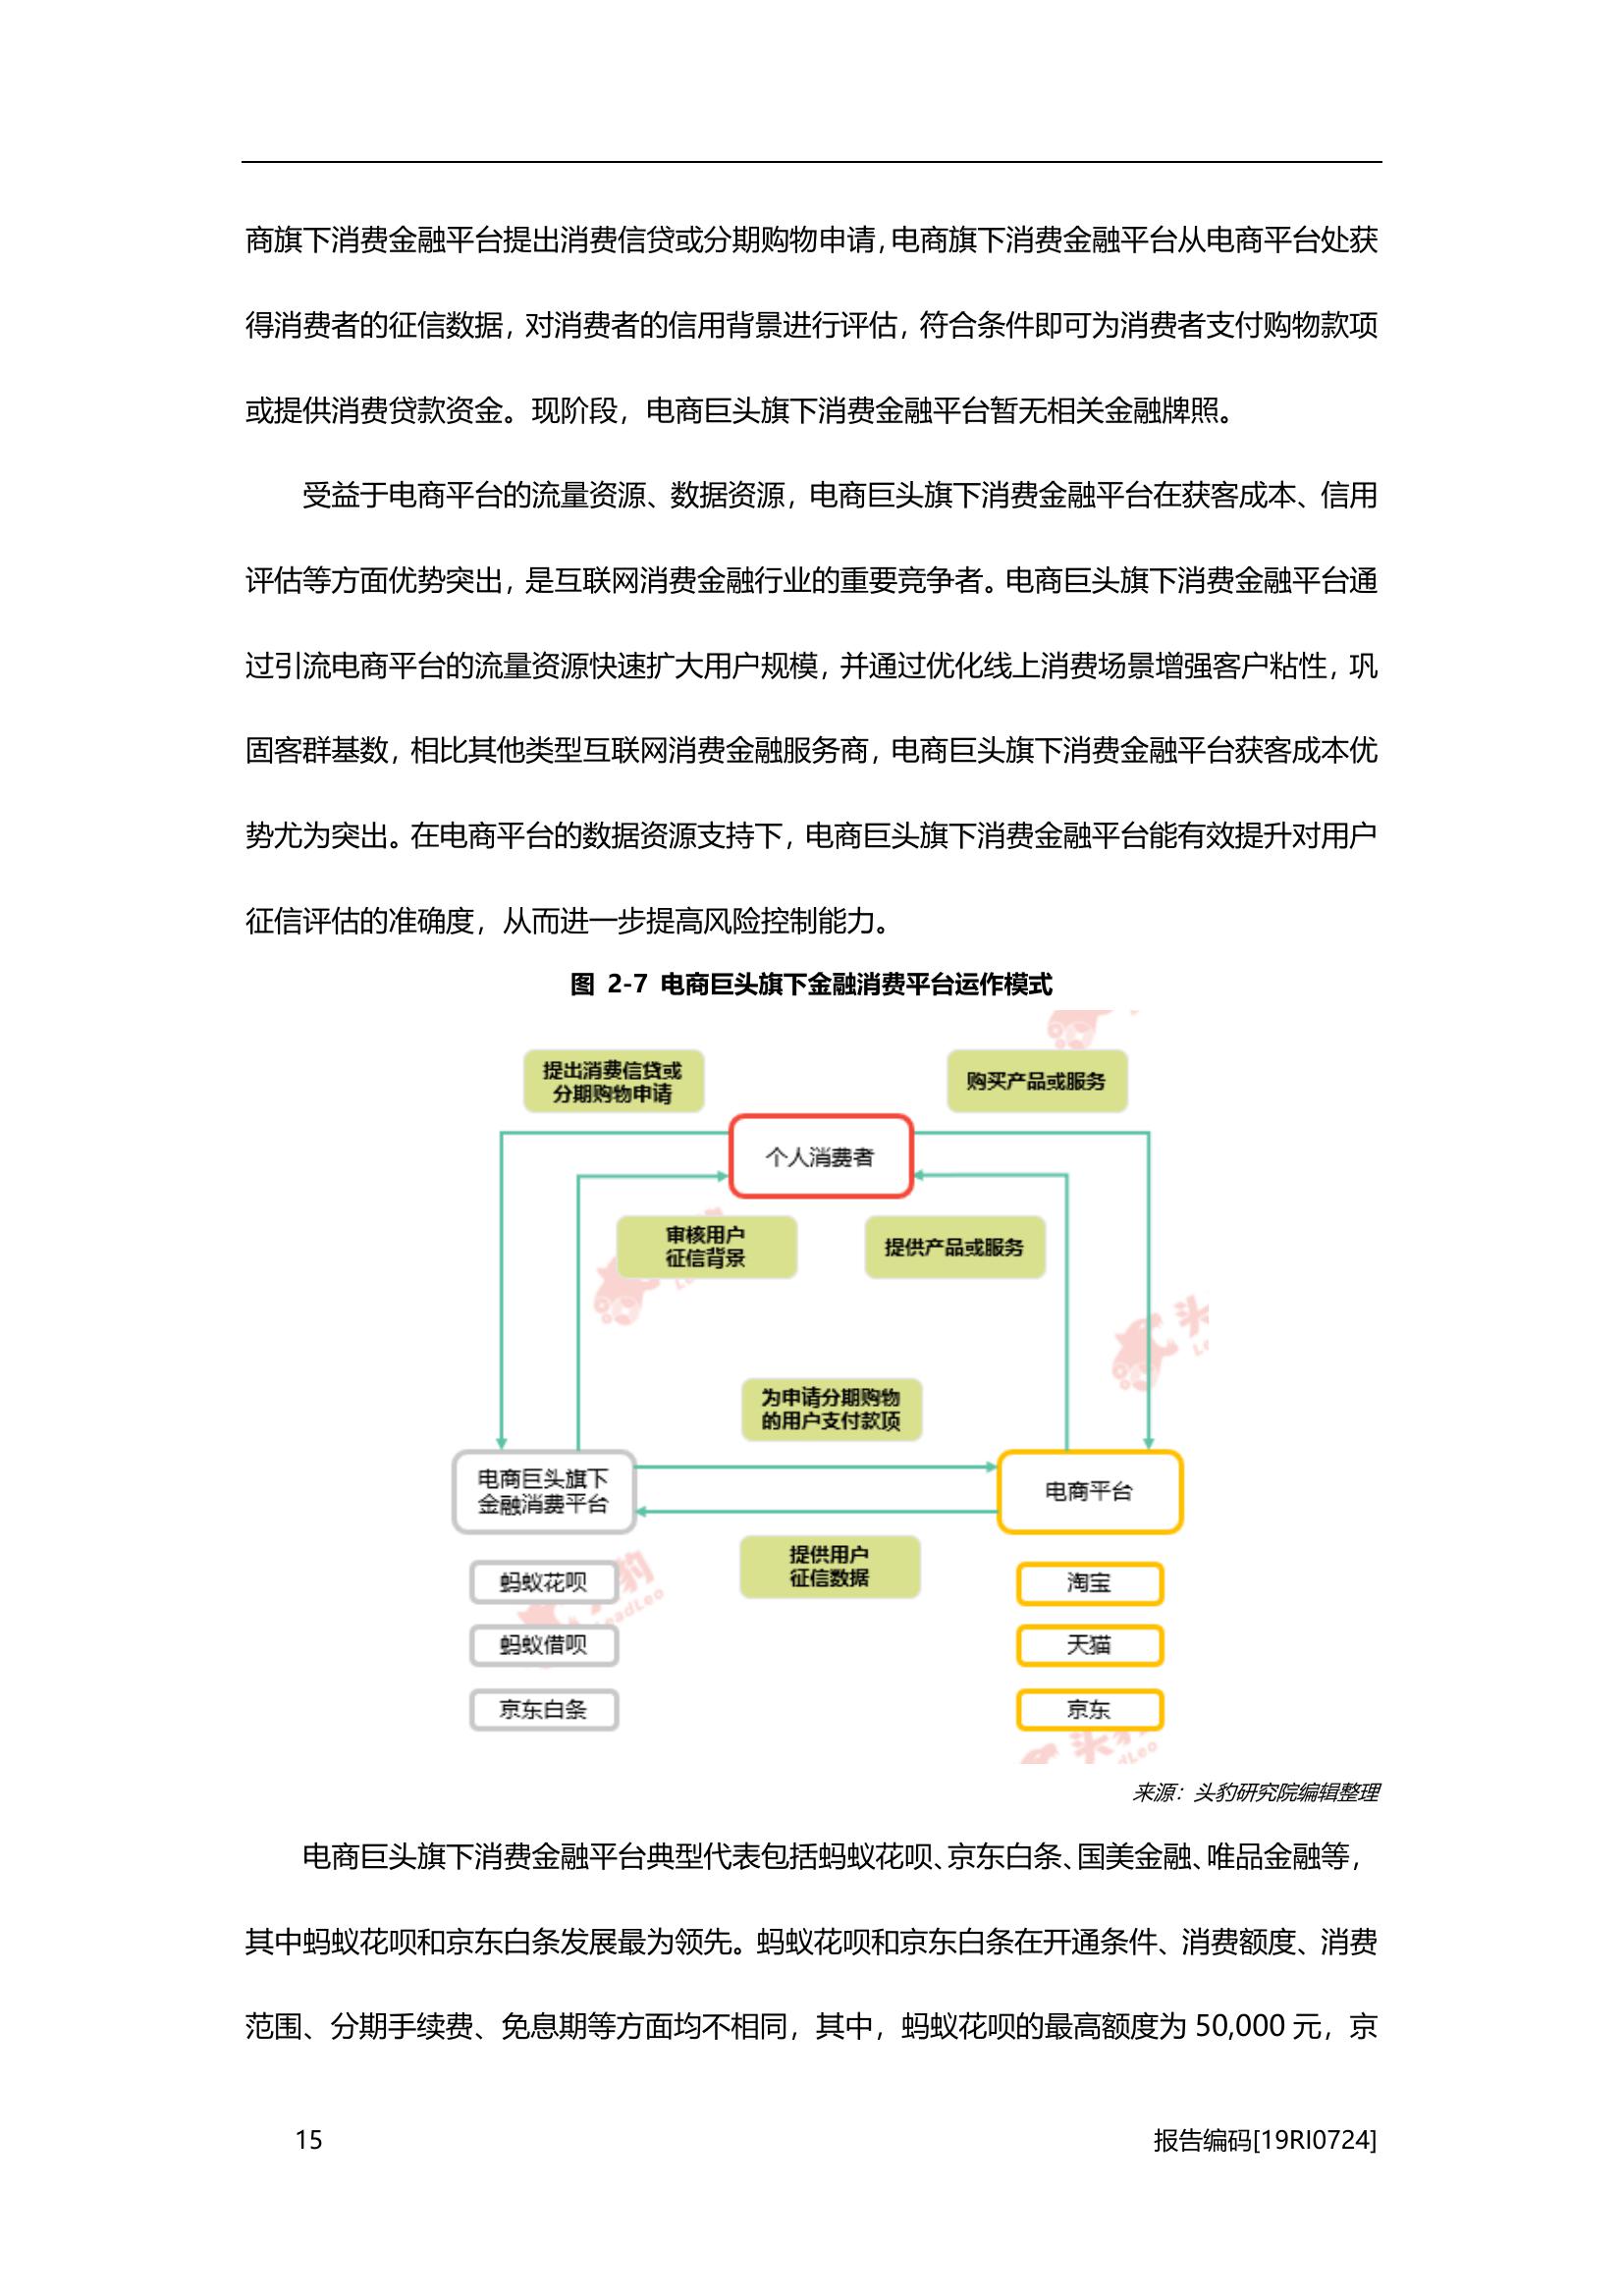 商旗下消费金融平台提出消费信贷或分期购物申请，电商旗下消费金融平台从电商平台处获
得消费者的征信数据，对消费者的信用背景进行评估，符合条件即可为消费者支付购物款项
或提供消费贷款资金。现阶段，电商巨头旗下消费金融平台暂无相关金融牌照。
受益于电商平台的流量资源、数据资源，电商巨头旗下消费金融平台在获客成本、信用
评估等方面优势突出，是互联网消费金融行业的重要竞争者。电商巨头旗下消费金融平台通
过引流电商平台的流量资源快速扩大用户规模，并通过优化线上消费场景增强客户粘性，巩
固客群基数，相比其他类型互联网消费金融服务商，电商巨头旗下消费金融平台获客成本优
势尤为突出。在电商平台的数据资源支持下，电商巨头旗下消费金融平台能有效提升对用户
征信评估的准确度，从而进一步提高风险控制能力。
图 2-7 电商巨头旗下金融消费平台运作模式
提出消费信贷或
分期购物申请
购买产品或服务
个人消费者
审核用户
征信背景
提供产品或服务
为申请分期购物
的用户支付款项
电商巨头旗下
金融消费平台
电商平台
提供用户
征信数据
蚂蚁花呗
淘宝
蚂蚁借呗
天猫
京东白条
京东
来源：头豹研究院编辑整理
电商巨头旗下消费金融平台典型代表包括蚂蚁花呗、京东白条、国美金融、唯品金融等，
其中蚂蚁花呗和京东白条发展最为领先。蚂蚁花呗和京东白条在开通条件、消费额度、消费
范围、分期手续费、免息期等方面均不相同，其中，蚂蚁花呗的最高额度为 50,000 元，京
15
报告编码[19RI0724]